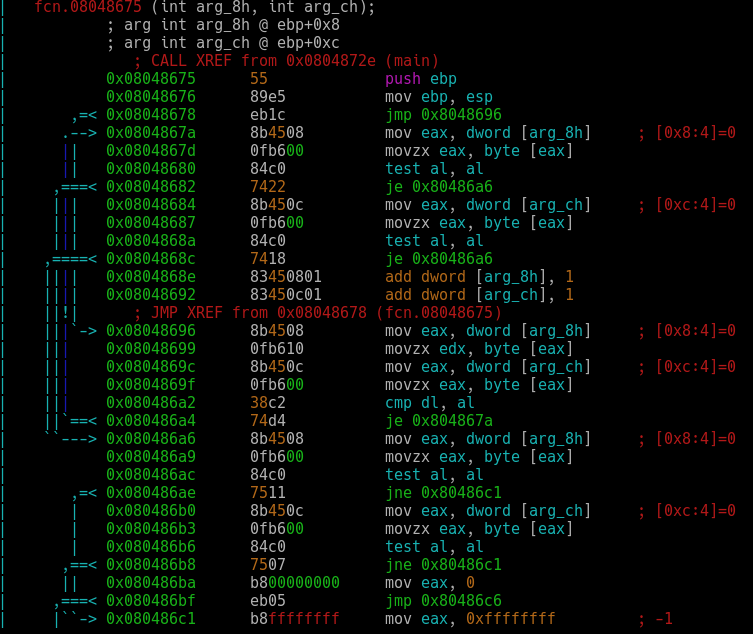 fcn.08048675 (int arg_8h, int arg_ch);
; arg int arg_8h @ ebp+0x8
; arg int arg_ch @ ebp+0xc
; CALL XREF from 0x0804872e (main)
0x08048675 55 push ebp
0x08048676 89e5 mov ebp, esp
,=< 0x08048678 eb1c jmp 0x8048696
.--> 0x0804867a 8b4508 mov eax, dword [arg_8h] ; [0x8:4]=0
|| 0x0804867d 0fb600 movzx eax, byte [eax]
|| 0x08048680 84c0 test al, al
,===< 0x08048682 7422 je 0x80486a6
||| 0x08048684 8b450c mov eax, dword [arg_ch] ; [0xc:4]=0
||| 0x08048687 0fb600 movzx eax, byte [eax]
||| 0x0804868a 84c0 test al, al
,====< 0x0804868c 7418 je 0x80486a6
|||| 0x0804868e 83450801 add dword [arg_8h], 1
|||| 0x08048692 83450c01 add dword [arg_ch], 1
||!| ; JMP XREF from 0x08048678 (fcn.08048675)
|||`-> 0x08048696 8b4508 mov eax, dword [arg_8h] ; [0x8:4]=0
||| 0x08048699 0fb610 movzx edx, byte [eax]
||| 0x0804869c 8b450c mov eax, dword [arg_ch] ; [0xc:4]=0
||| 0x0804869f 0fb600 movzx eax, byte [eax]
||| 0x080486a2 38c2 cmp dl, al
||`==< 0x080486a4 74d4 je 0x804867a
``---> 0x080486a6 8b4508 mov eax, dword [arg_8h] ; [0x8:4]=0
0x080486a9 0fb600 movzx eax, byte [eax]
0x080486ac 84c0 test al, al
,=< 0x080486ae 7511 jne 0x80486c1
| 0x080486b0 8b450c mov eax, dword [arg_ch] ; [0xc:4]=0
| 0x080486b3 0fb600 movzx eax, byte [eax]
| 0x080486b6 84c0 test al, al
,==< 0x080486b8 7507 jne 0x80486c1
|| 0x080486ba b800000000 mov eax, 0
,===< 0x080486bf eb05 jmp 0x80486c6
|``-> 0x080486c1 b8ffffffff mov eax, 0xffffffff ; -1